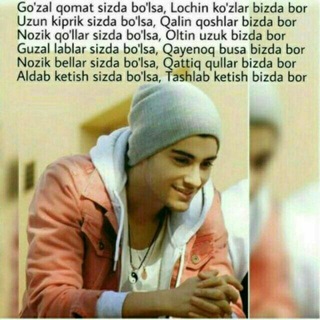 Go'zal qomat sizda bo'lsa, Lochin ko'zlar bizda bor
Uzun kiprik sizda bo'lsa, Qalin qoshlar bizda bor
Nozik qo'llar sizda bo'lsa, Oltin uzuk bizda bor
Guzal lablar sizda bo'lsa, Qayenoq busa bizda bor
Nozik bellar sizda bo'lsa, Qattiq qullar bizda bor
Aldab ketish sizda bo'lsa, Tashlab ketish bizda bor